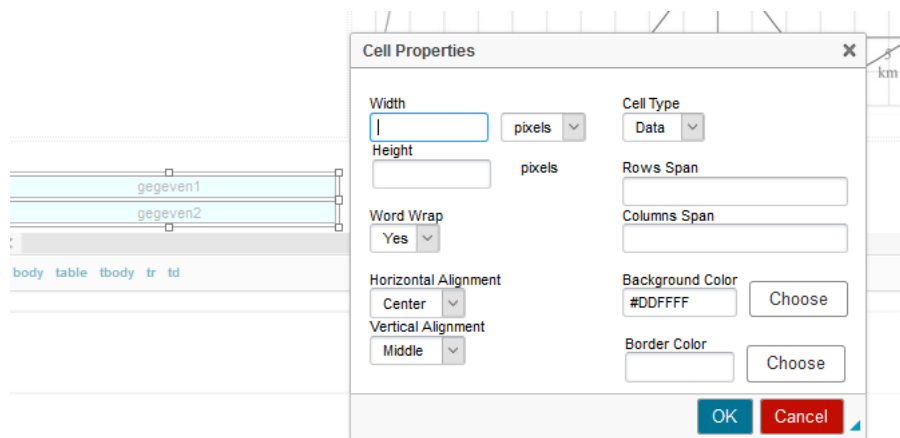 Cell Properties
5
km
Width
Cell Type
pixels
Data
Height
pixels
Rows Span
gegeven1
gegeven2
Word Wrap
Columns Span
Yes
body table tbody tr td
Horizontal Alignment
Background Color
Center
#DDFFFF
Choose
Vertical Alignment
Middle
Border Color
Choose
OK
Cancel